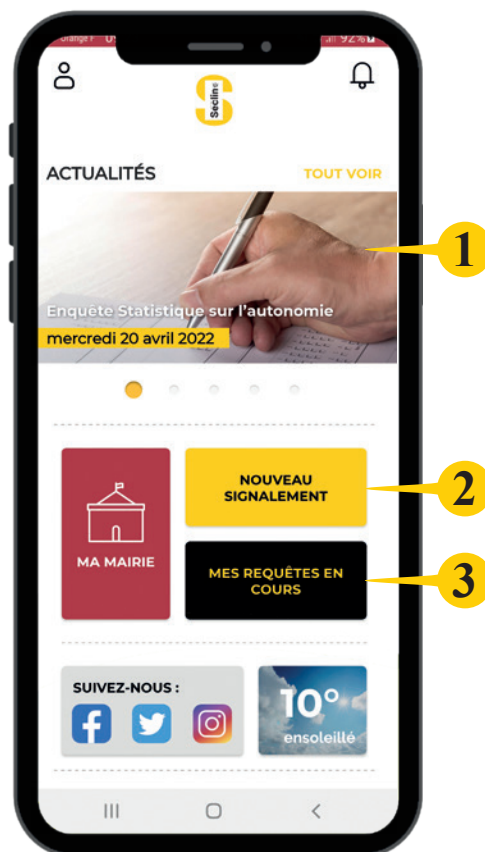 92%
Seclin
ACTUALITÉS TOUT VOIR
Enquête Statistique sur l'autonomie
mercredi 20 avril 2022
1
NOUVEAU
SIGNALEMENT
2
MA MAIRIE
MES REQUÊTES EN
COURS
3
SUIVEZ-NOUS :
10°
ensoleillé